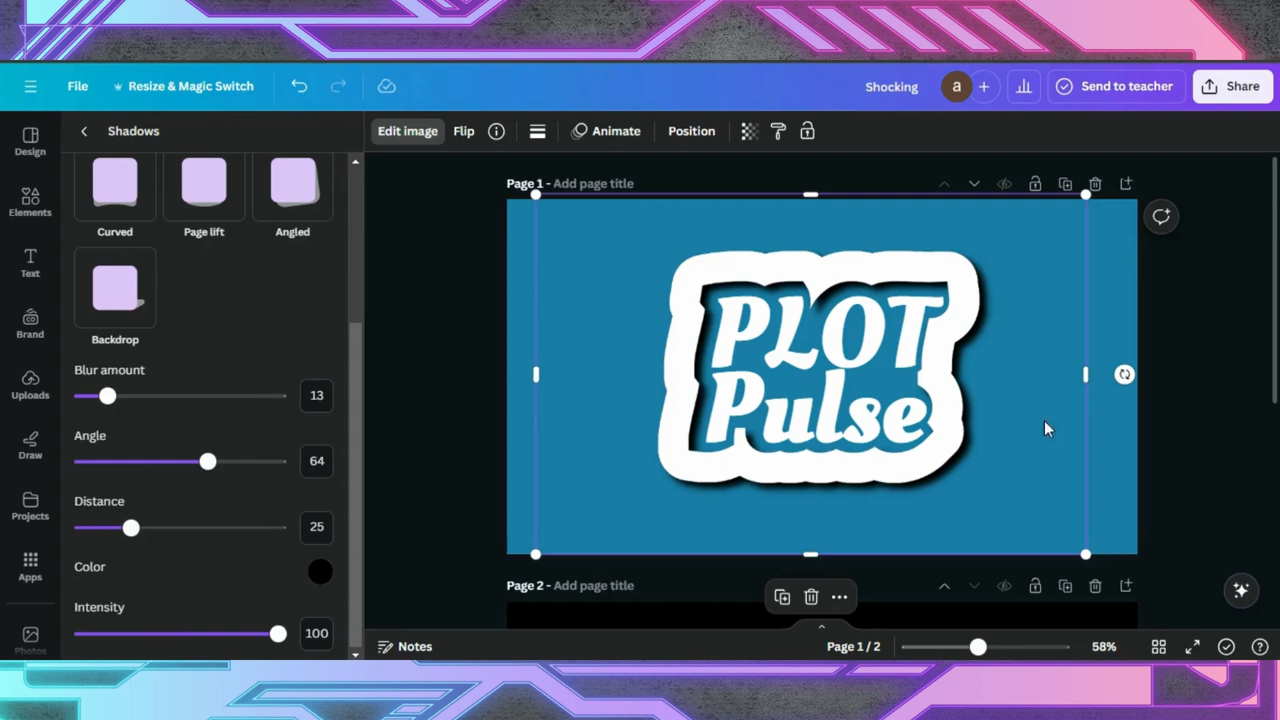 File
Resize & Magic Switch
Shocking
a
Send to teacher
Share
Design
Elements
Text
Brand
Uploads
Draw
Projects
Apps
Photos
Shadows
Curved
Page lift
Angled
Backdrop
Blur amount
13
Angle
64
Distance
25
Color
Intensity
100
Edit image
Flip
Animate
Position
Page 1 - Add page title
PLOT
Pulse
Page 2 - Add page title
Notes
Page 1 / 2
58%